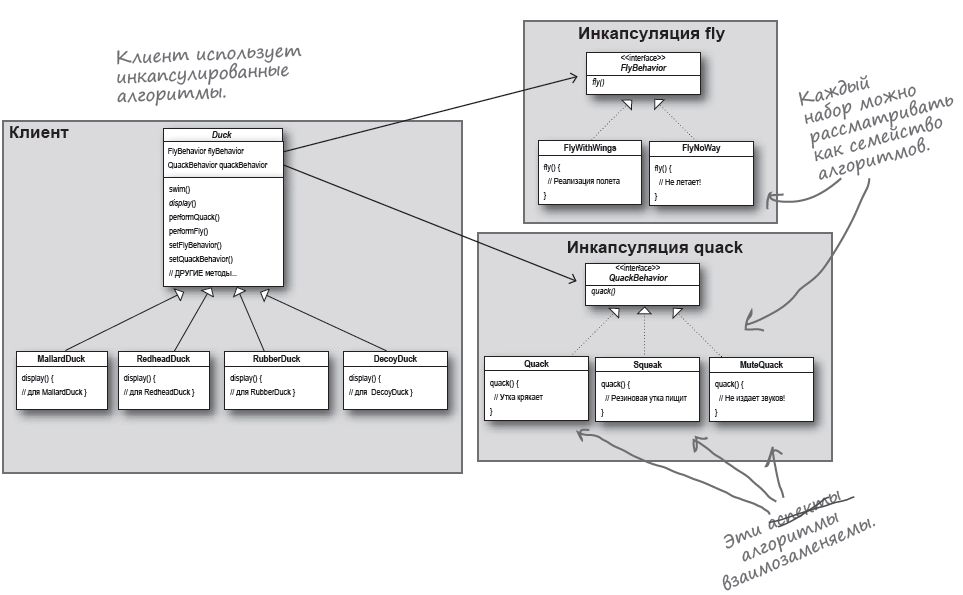 Клиент использует
инкапсулированные
алгоритмы.
Клиент
Duck
FlyBehavior flyBehavior
QuackBehavior quackBehavior
swim()
display()
performQuack()
performFly()
setFlyBehavior()
setQuackBehavior()
// ДРУГИЕ методы...
MallardDuck
display() {
// для MallardDuck }
RedheadDuck
display() {
// для RedheadDuck }
RubberDuck
display() {
// для RubberDuck }
DecoyDuck
display() {
// для DecoyDuck }
Инкапсуляция fly
<<interface>>
FlyBehavior
fly()
FlyWithWings
fly() {
// Реализация полета
}
FlyNoWay
fly() {
// Не летает!
}
Каждый
набор можно
рассматривать
как семейство
алгоритмов.
Инкапсуляция quack
<<interface>>
QuackBehavior
quack()
Quack
quack() {
// Утка крякает
}
Squeak
quack() {
// Резиновая утка пищит
}
MuteQuack
quack() {
// Не издает звуков!
}
Эти аспекты
алгоритмы
взаимозаменяемы.